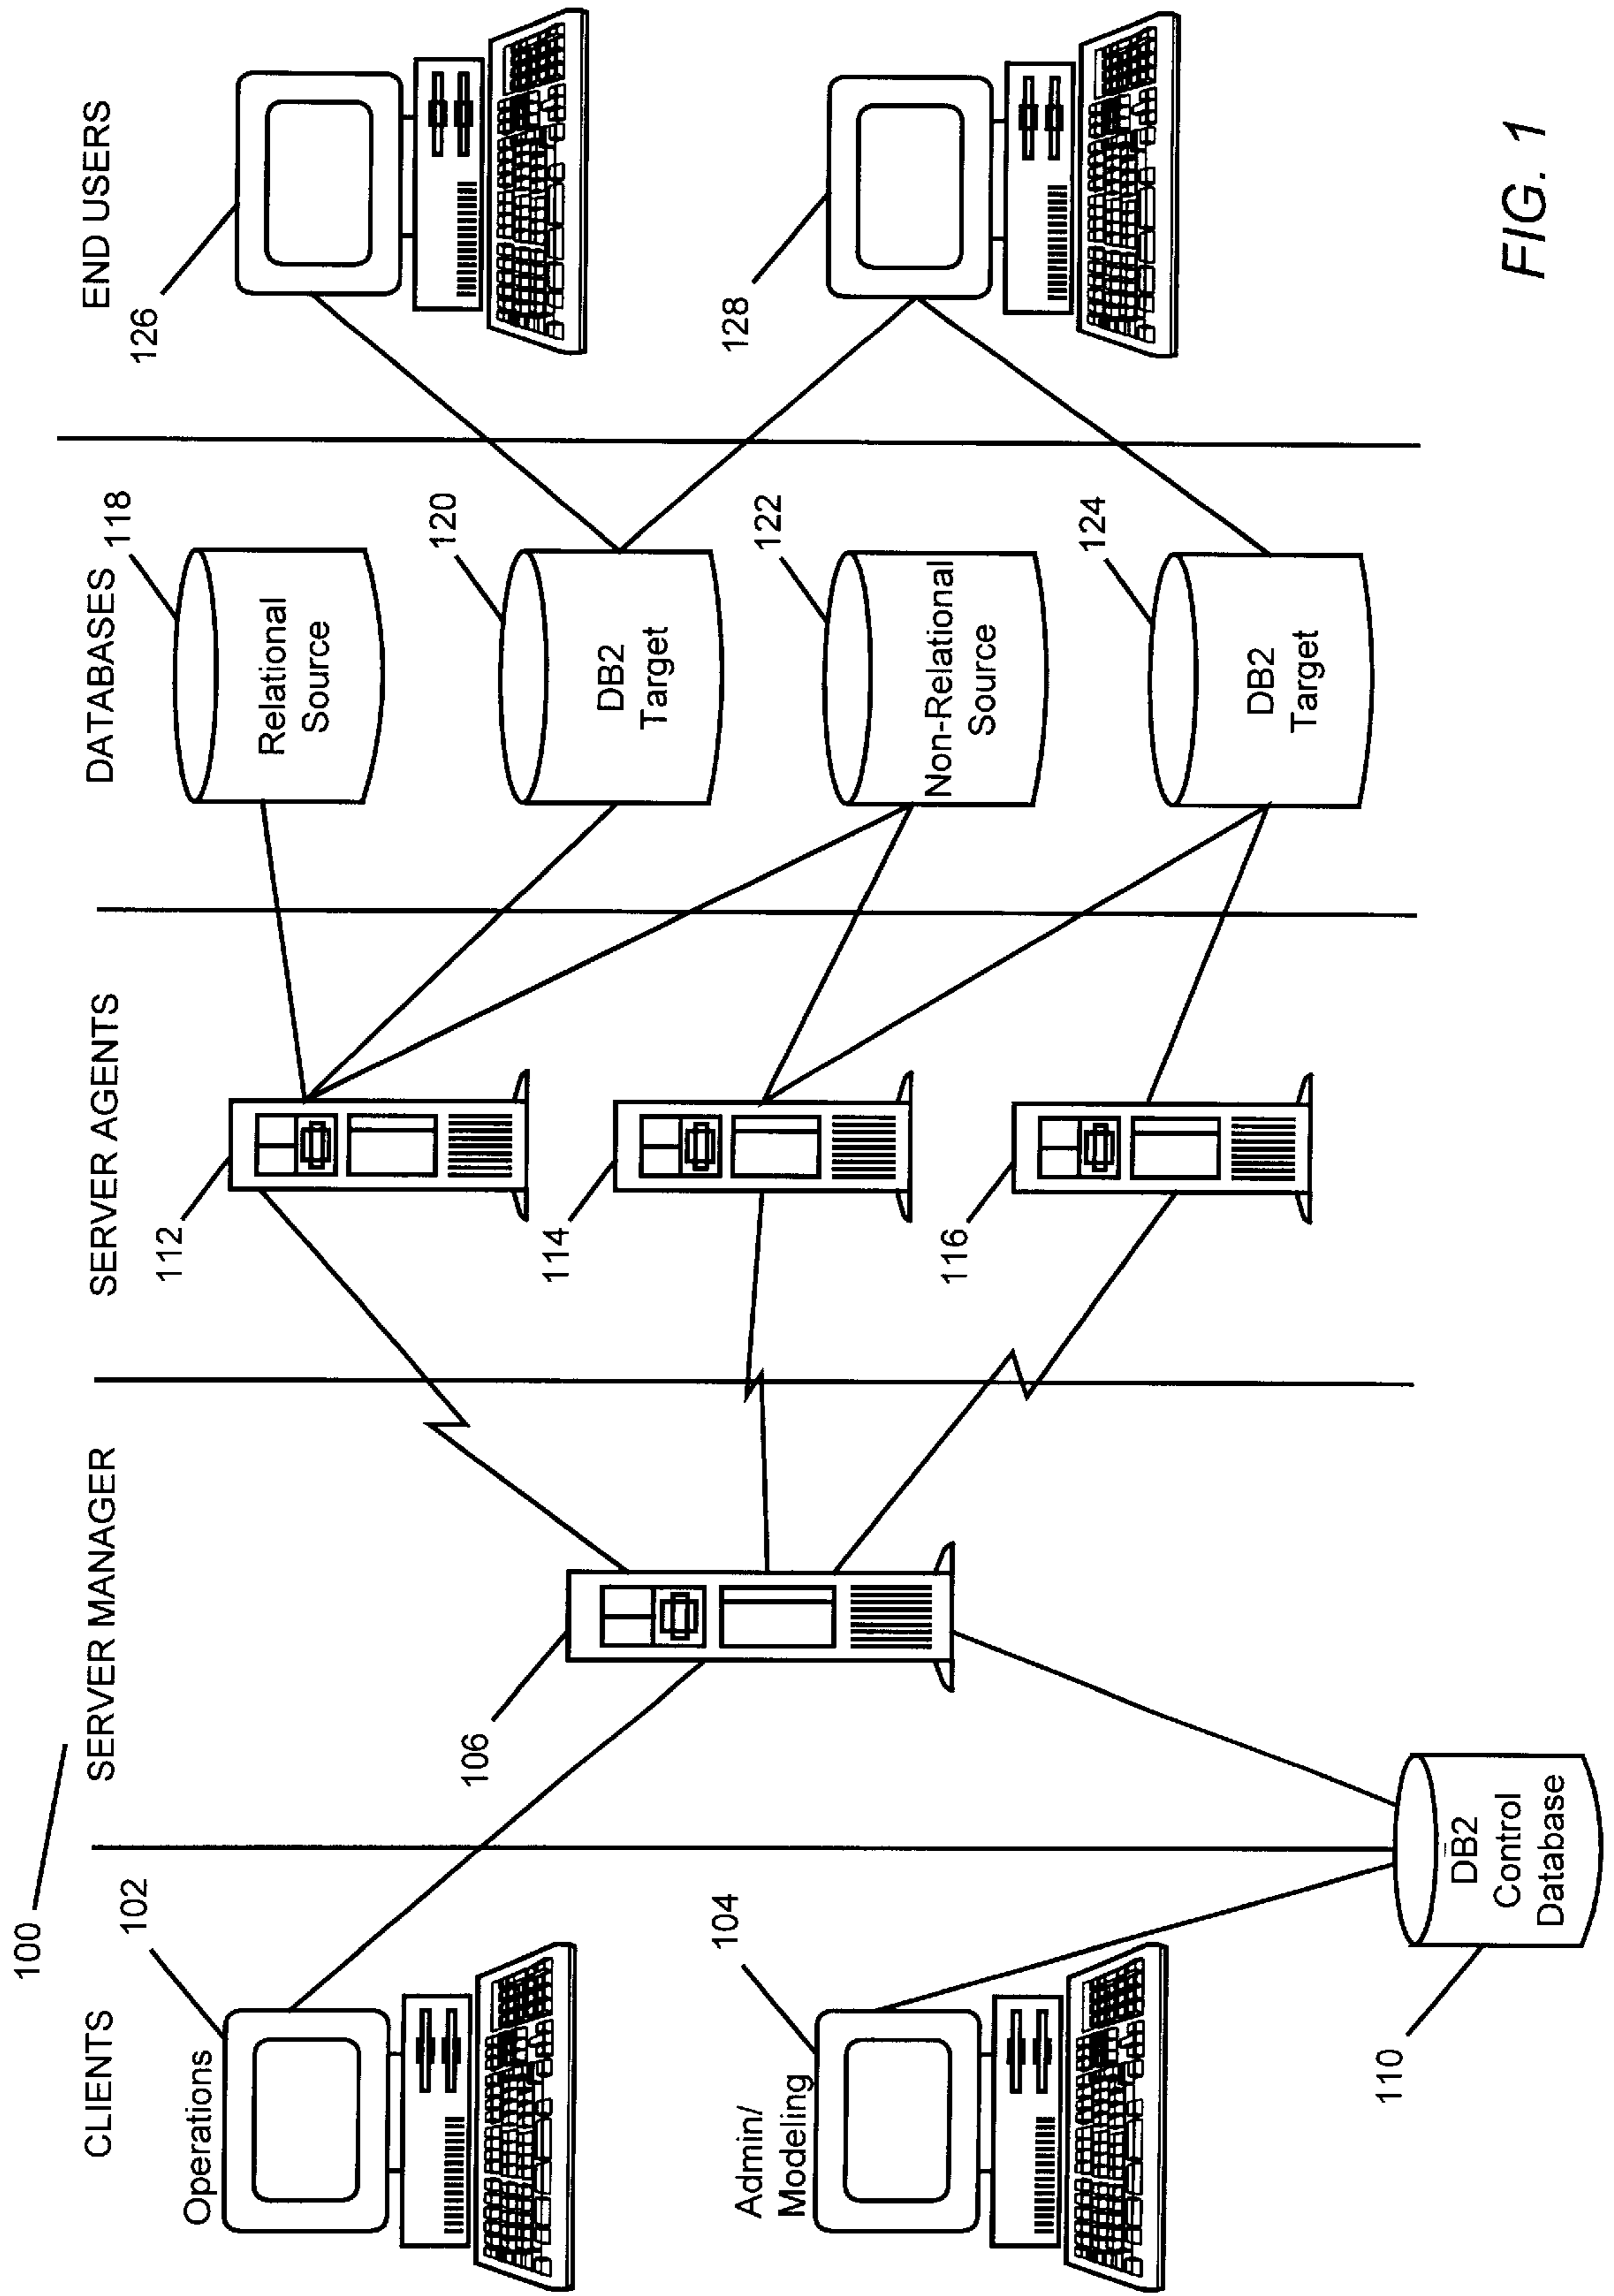 100
CLIENTS
SERVER MANAGER
SERVER AGENTS
DATABASES
END USERS
Operations
102
Admin/
Modeling
104
106
110
DB2
Control
Database
112
114
116
118
Relational
Source
120
DB2
Target
122
Non-Relational
Source
124
DB2
Target
126
128
FIG. 1